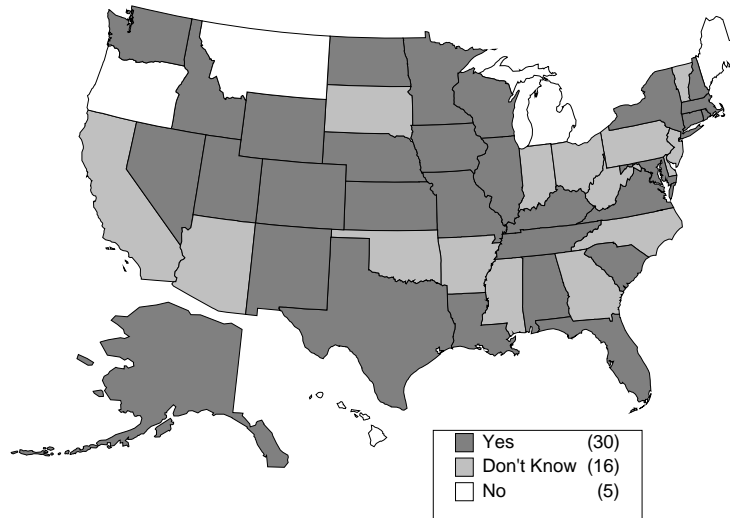 Yes (30)
Don't Know (16)
No (5)